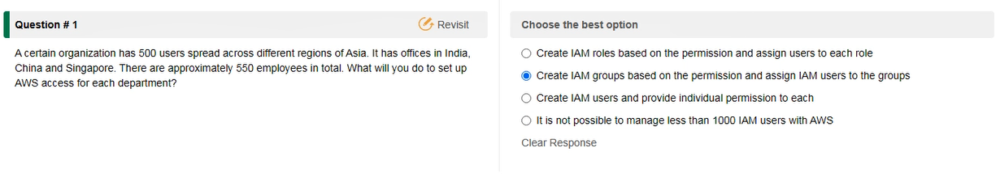 Question # 1
Revisit
A certain organization has 500 users spread across different regions of Asia. It has offices in India,
China and Singapore. There are approximately 550 employees in total. What will you do to set up
AWS access for each department?
Choose the best option
Create IAM roles based on the permission and assign users to each role
Create IAM groups based on the permission and assign IAM users to the groups
Create IAM users and provide individual permission to each
It is not possible to manage less than 1000 IAM users with AWS
Clear Response